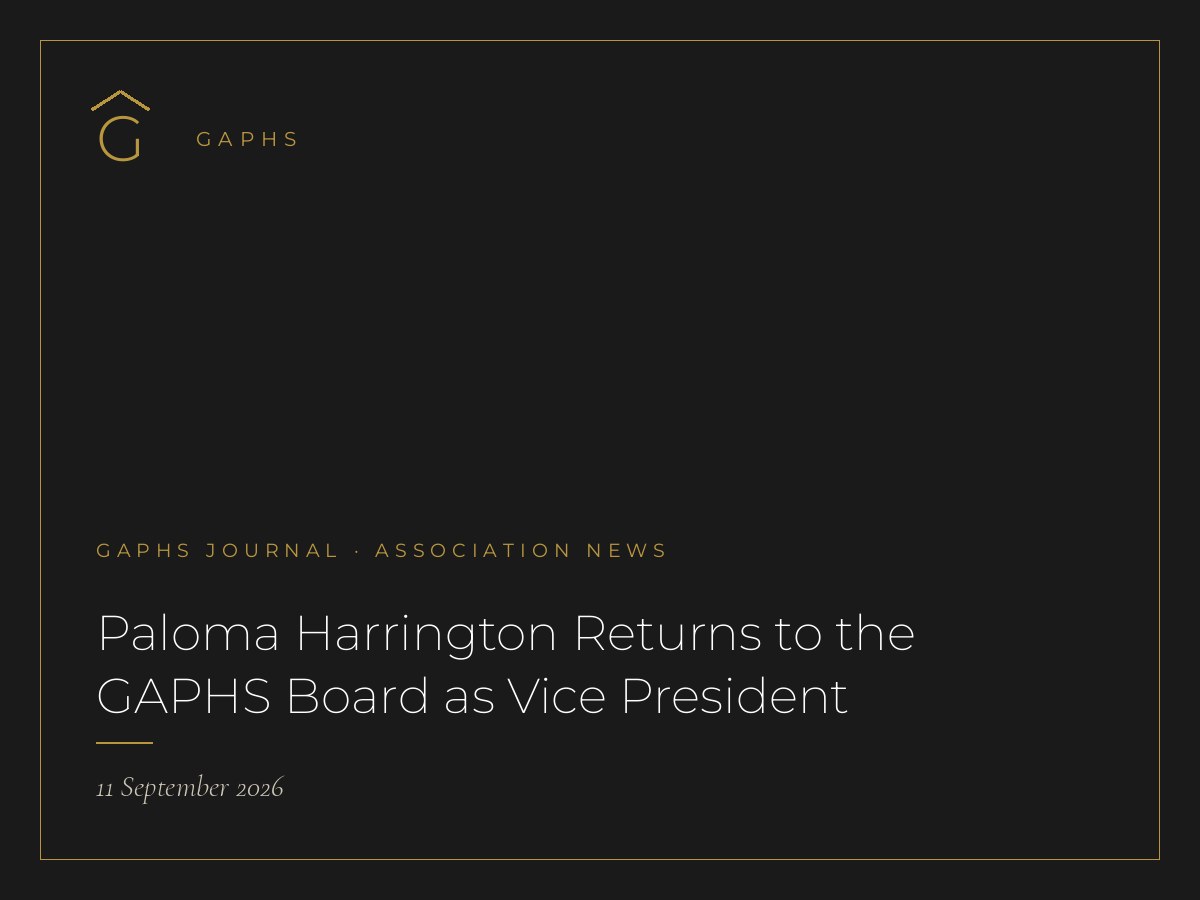 G
GAPHS
GAPHS JOURNAL · ASSOCIATION NEWS
Paloma Harrington Returns to the
GAPHS Board as Vice President
11 September 2026